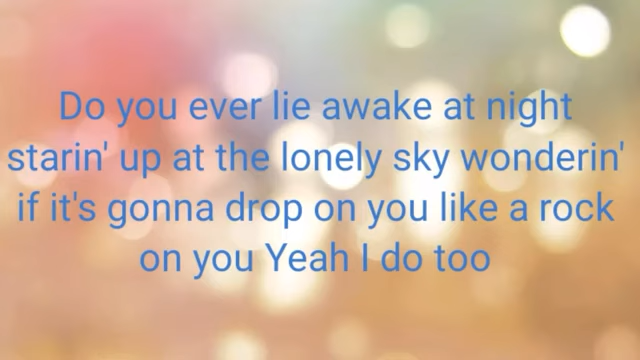 Do you ever lie awake at night
starin' up at the lonely sky wonderin'
if it's gonna drop on you like a rock
on you Yeah I do too